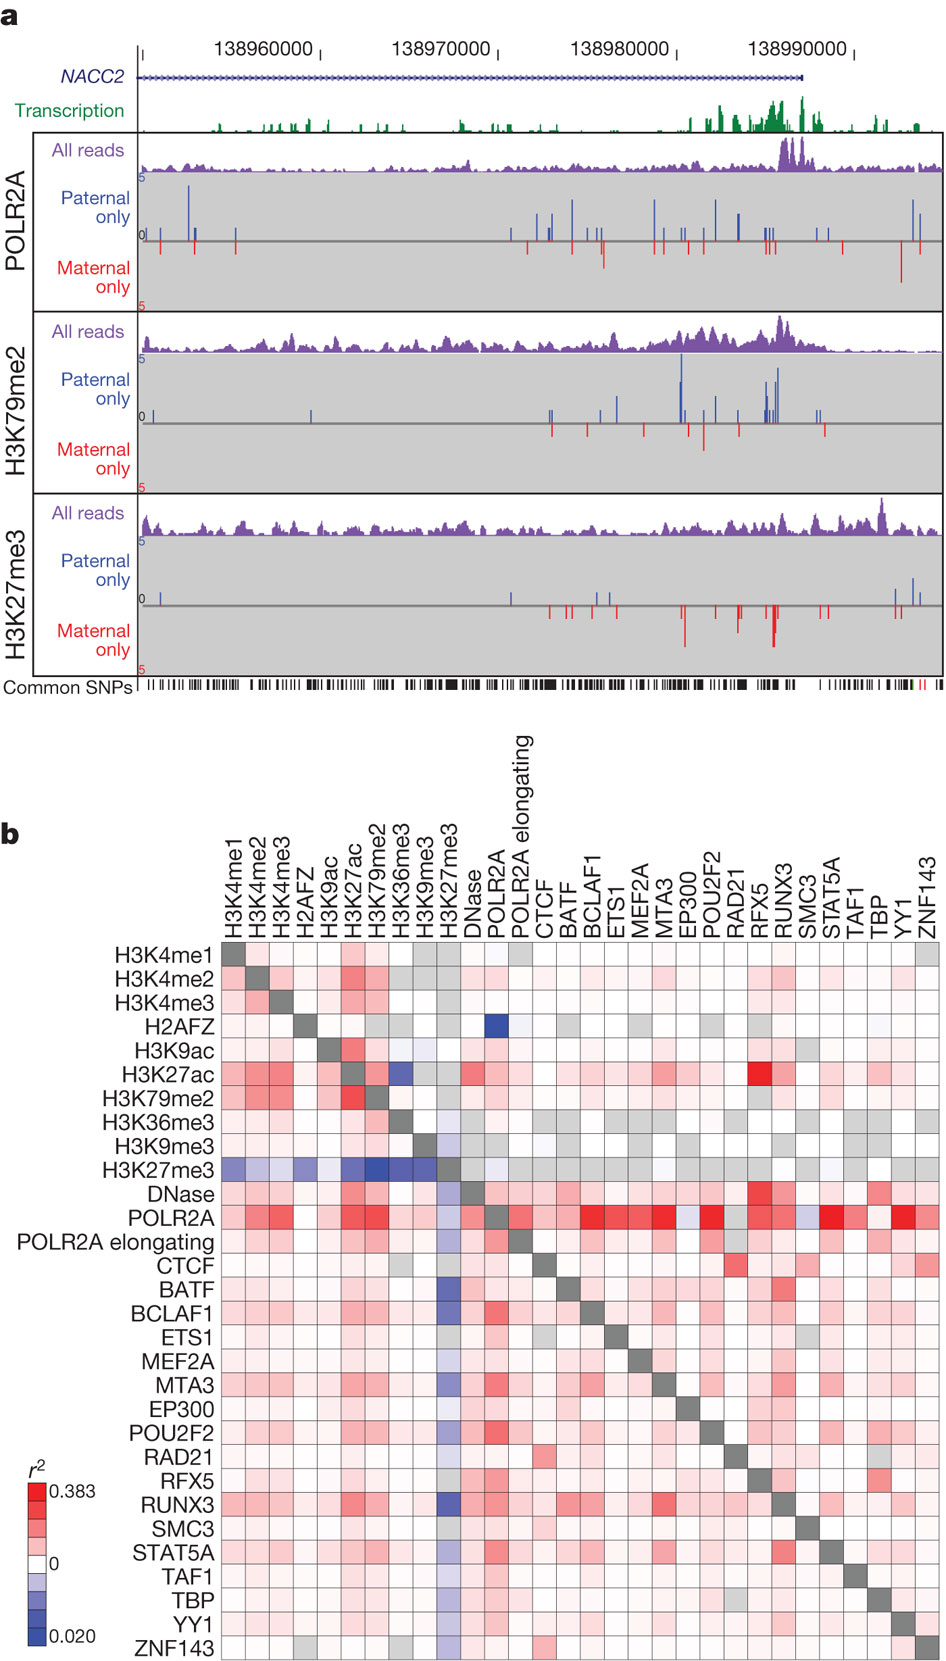 a
138960000 138970000 138980000 138990000
NACC2
Transcription
POLR2A
All reads
5
Paternal only
0
Maternal only
5
H3K79me2
All reads
5
Paternal only
0
Maternal only
5
H3K27me3
All reads
5
Paternal only
0
Maternal only
5
Common SNPs
b
H3K4me1
H3K4me2
H3K4me3
H2AFZ
H3K9ac
H3K27ac
H3K79me2
H3K36me3
H3K9me3
H3K27me3
DNase
POLR2A
POLR2A elongating
CTCF
BATF
BCLAF1
ETS1
MEF2A
MTA3
EP300
POU2F2
RAD21
RFX5
RUNX3
SMC3
STAT5A
TAF1
TBP
YY1
ZNF143
H3K4me1
H3K4me2
H3K4me3
H2AFZ
H3K9ac
H3K27ac
H3K79me2
H3K36me3
H3K9me3
H3K27me3
DNase
POLR2A
POLR2A elongating
CTCF
BATF
BCLAF1
ETS1
MEF2A
MTA3
EP300
POU2F2
RAD21
RFX5
RUNX3
SMC3
STAT5A
TAF1
TBP
YY1
ZNF143
r²
0.383
0
0.020